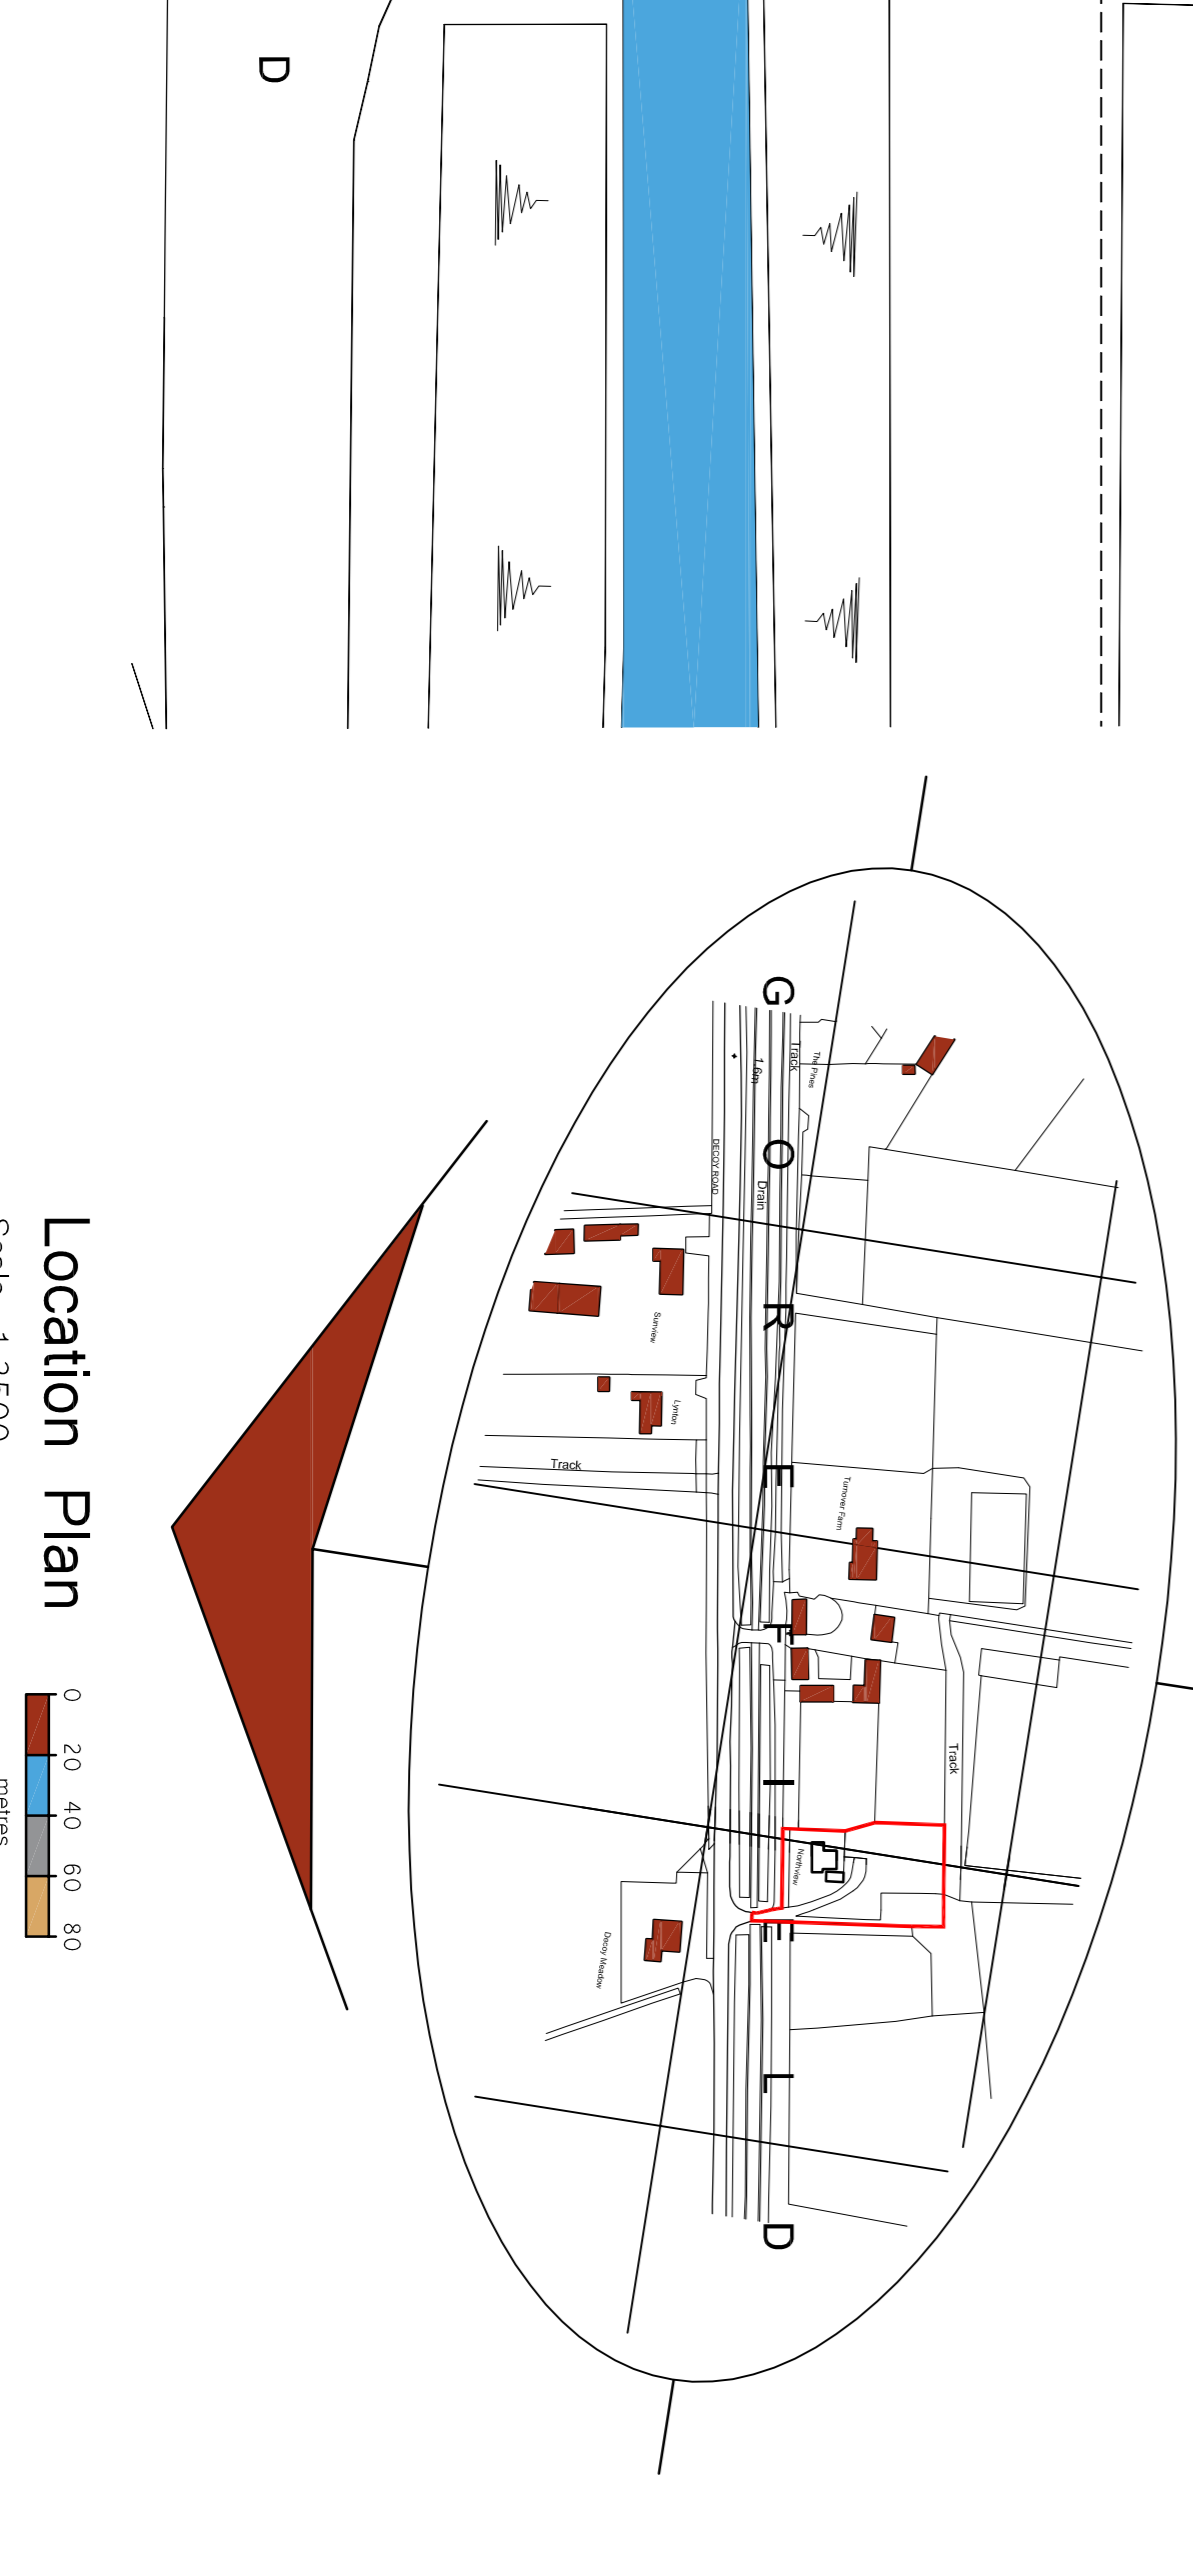 D
G O R E F I E L D
The Pines
Track
1.6m
Drain
DECOY ROAD
Sunview
Lynton
Track
Turnover Farm
Track
Northview
Decoy Meadow
Location Plan
0 20 40 60 80
metres